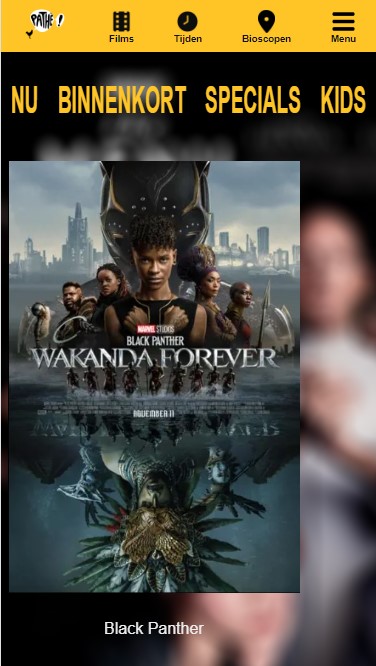 PATHÉ !
Films Tijden Bioscopen Menu
NU BINNENKORT SPECIALS KIDS
MARVEL STUDIOS
BLACK PANTHER
WAKANDA FOREVER
NOVEMBER 11
Black Panther